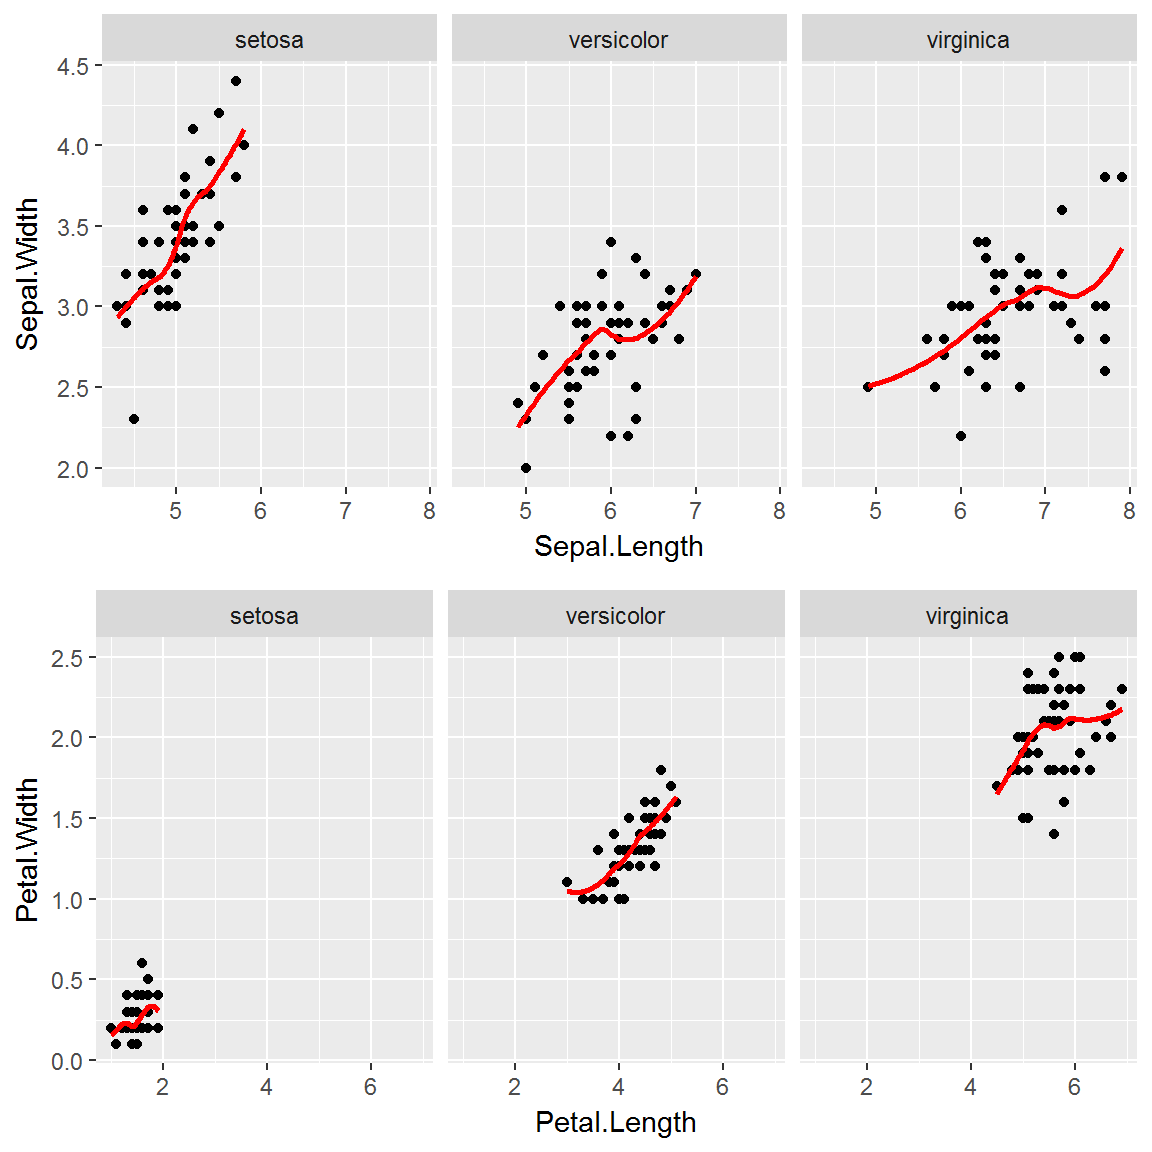 setosa versicolor virginica
4.5
4.0
3.5
3.0
2.5
2.0
Sepal.Width
5 6 7 8 5 6 7 8 5 6 7 8
Sepal.Length
setosa versicolor virginica
2.5
2.0
1.5
1.0
0.5
0.0
Petal.Width
2 4 6 2 4 6 2 4 6
Petal.Length